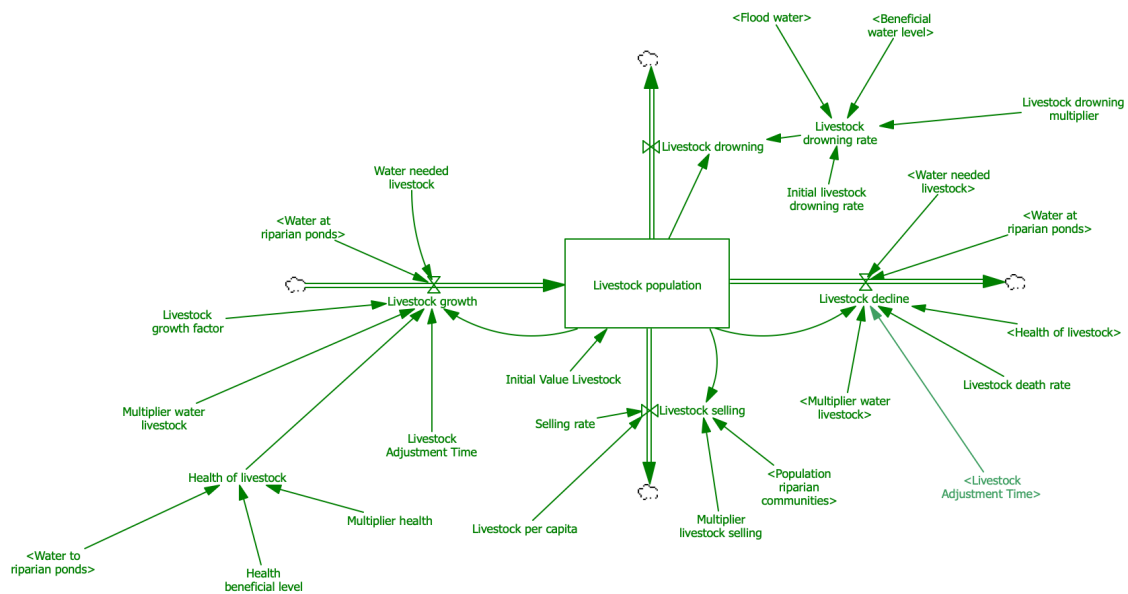 <Flood water>
<Beneficial
water level>
Livestock drowning
multiplier
Livestock
drowning rate
Livestock drowning
Initial livestock
drowning rate
Water needed
livestock
<Water needed
livestock>
<Water at
riparian ponds>
<Water at
riparian ponds>
Livestock population
Livestock growth
Livestock decline
Livestock
growth factor
<Health of livestock>
Initial Value Livestock
Livestock death rate
Multiplier water
livestock
Livestock
Adjustment Time
Selling rate
Livestock selling
<Multiplier water
livestock>
Health of livestock
<Population
riparian
communities>
<Livestock
Adjustment Time>
Multiplier health
Livestock per capita
Multiplier
livestock selling
<Water to
riparian ponds>
Health
beneficial level